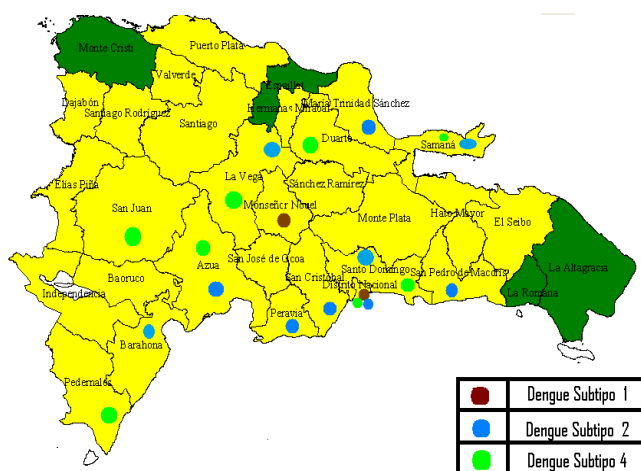 Puerto Plata
Monte Cristi
Valverde
Espaillat
Dajabón
Santiago Rodríguez
Hermanas Mirabal
María Trinidad Sánchez
Santiago
Duarte
Samaná
Elías Piña
La Vega
Sánchez Ramírez
San Juan
Monseñor Nouel
Monte Plata
Hato Mayor
El Seibo
Azua
San José de Ocoa
Baoruco
San Cristóbal
Santo Domingo
San Pedro de Macorís
La Altagracia
Independencia
Distrito Nacional
La Romana
Peravia
Barahona
Pedernales
Dengue Subtipo 1
Dengue Subtipo 2
Dengue Subtipo 4